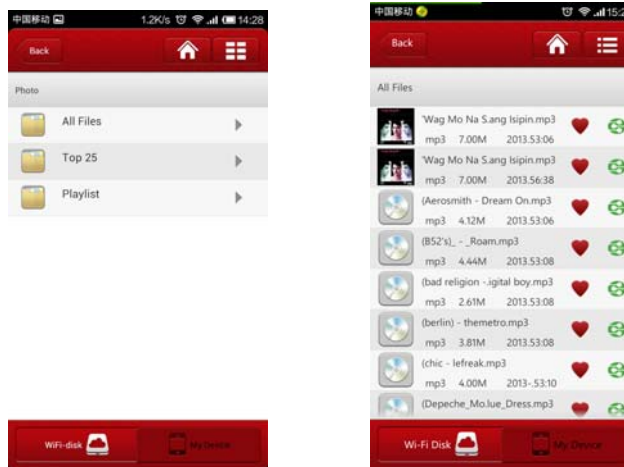 中国移动 1.2K/s 14:28
Back
Photo
All Files
Top 25
Playlist
WiFi-disk My Device
中国移动 15:2
Back
All Files
'Wag Mo Na S.ang Isipin.mp3
mp3 7.00M 2013.53:06
'Wag Mo Na S.ang Isipin.mp3
mp3 7.00M 2013.56:38
(Aerosmith - Dream On.mp3
mp3 4.12M 2013.53:06
(B52's)_ - _Roam.mp3
mp3 4.44M 2013.53:08
(bad religion -.igital boy.mp3
mp3 2.61M 2013.53:08
(berlin) - themetro.mp3
mp3 3.81M 2013.53:08
(chic - lefreak.mp3
mp3 4.00M 2013-.53:10
(Depeche_Mo.lue_Dress.mp3
Wi-Fi Disk My Device